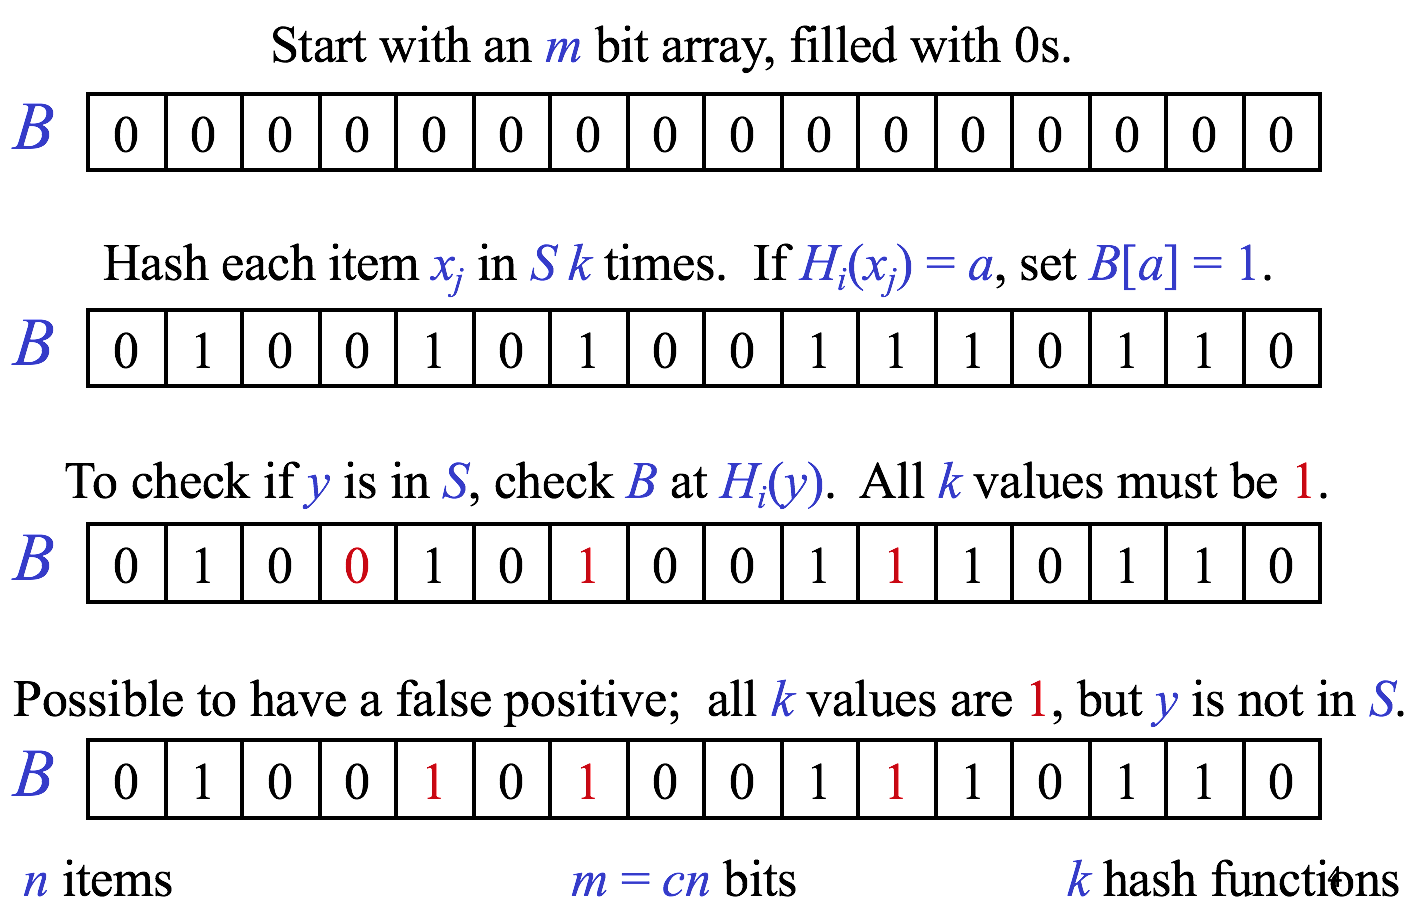 Start with an m bit array, filled with 0s.
B 0 0 0 0 0 0 0 0 0 0 0 0 0 0 0 0
Hash each item xj in S k times.  If Hi(xj) = a, set B[a] = 1.
B 0 1 0 0 1 0 1 0 0 1 1 1 0 1 1 0
To check if y is in S, check B at Hi(y).  All k values must be 1.
B 0 1 0 0 1 0 1 0 0 1 1 1 0 1 1 0
Possible to have a false positive;  all k values are 1, but y is not in S.
B 0 1 0 0 1 0 1 0 0 1 1 1 0 1 1 0
n items m = cn bits k hash functions
4